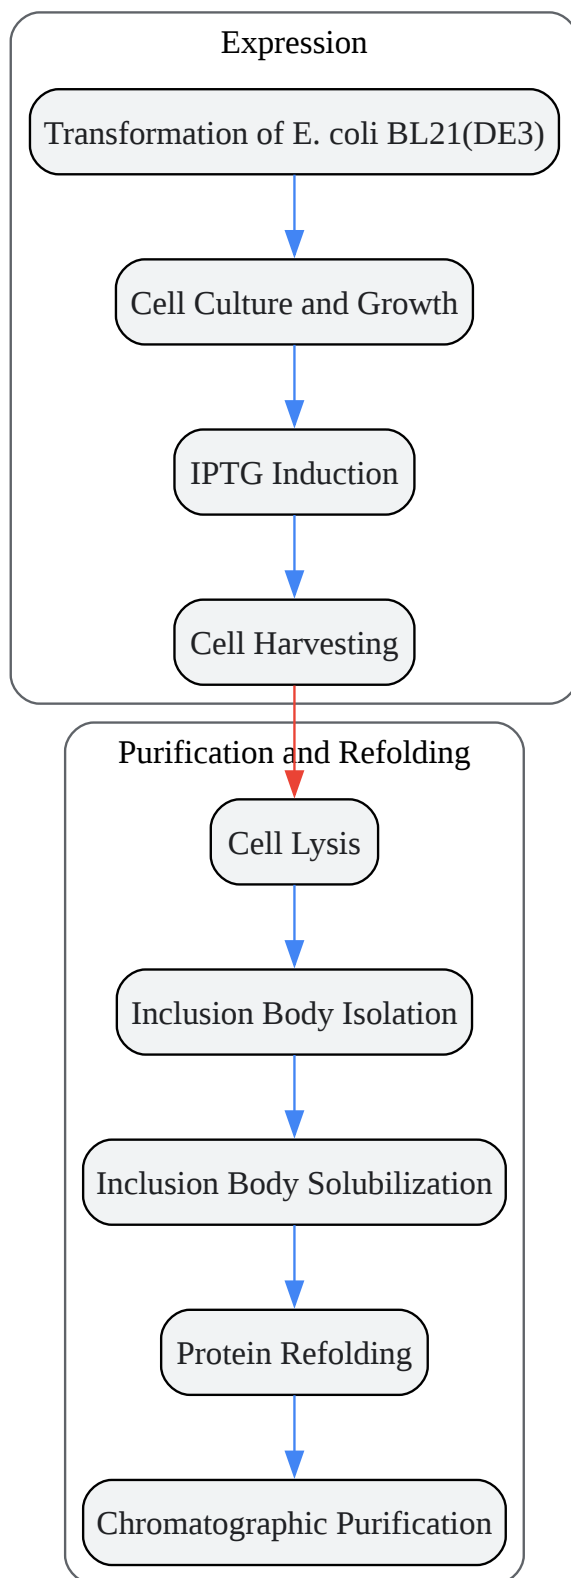 Expression
Transformation of E. coli BL21(DE3)
Cell Culture and Growth
IPTG Induction
Cell Harvesting
Purification and Refolding
Cell Lysis
Inclusion Body Isolation
Inclusion Body Solubilization
Protein Refolding
Chromatographic Purification